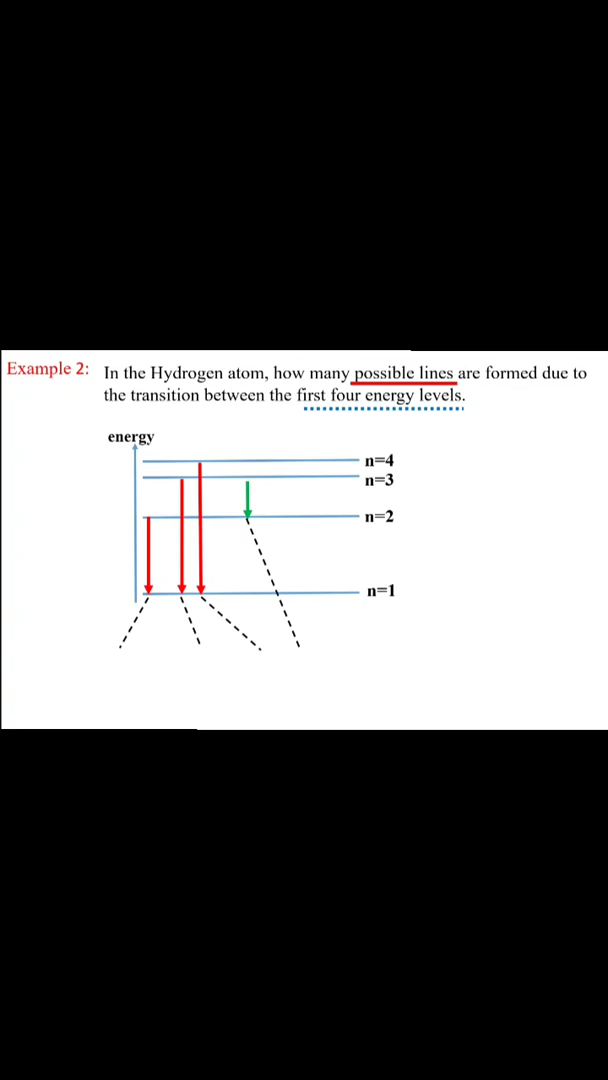 Example 2: In the Hydrogen atom, how many possible lines are formed due to
the transition between the first four energy levels.
energy
n=4
n=3
n=2
n=1